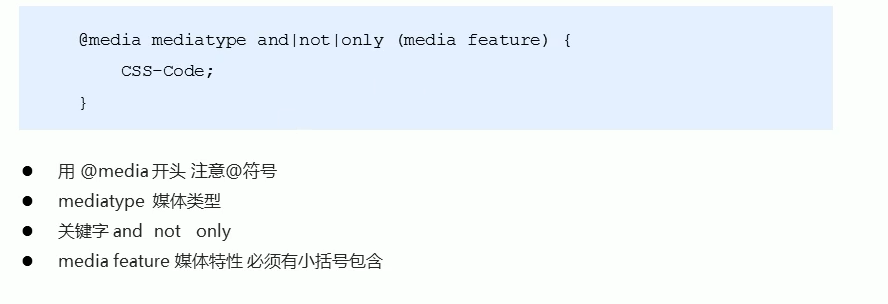 @media mediatype and|not|only (media feature) {
    CSS-Code;
}
● 用 @media 开头 注意@符号
● mediatype 媒体类型
● 关键字 and not only
● media feature 媒体特性 必须有小括号包含